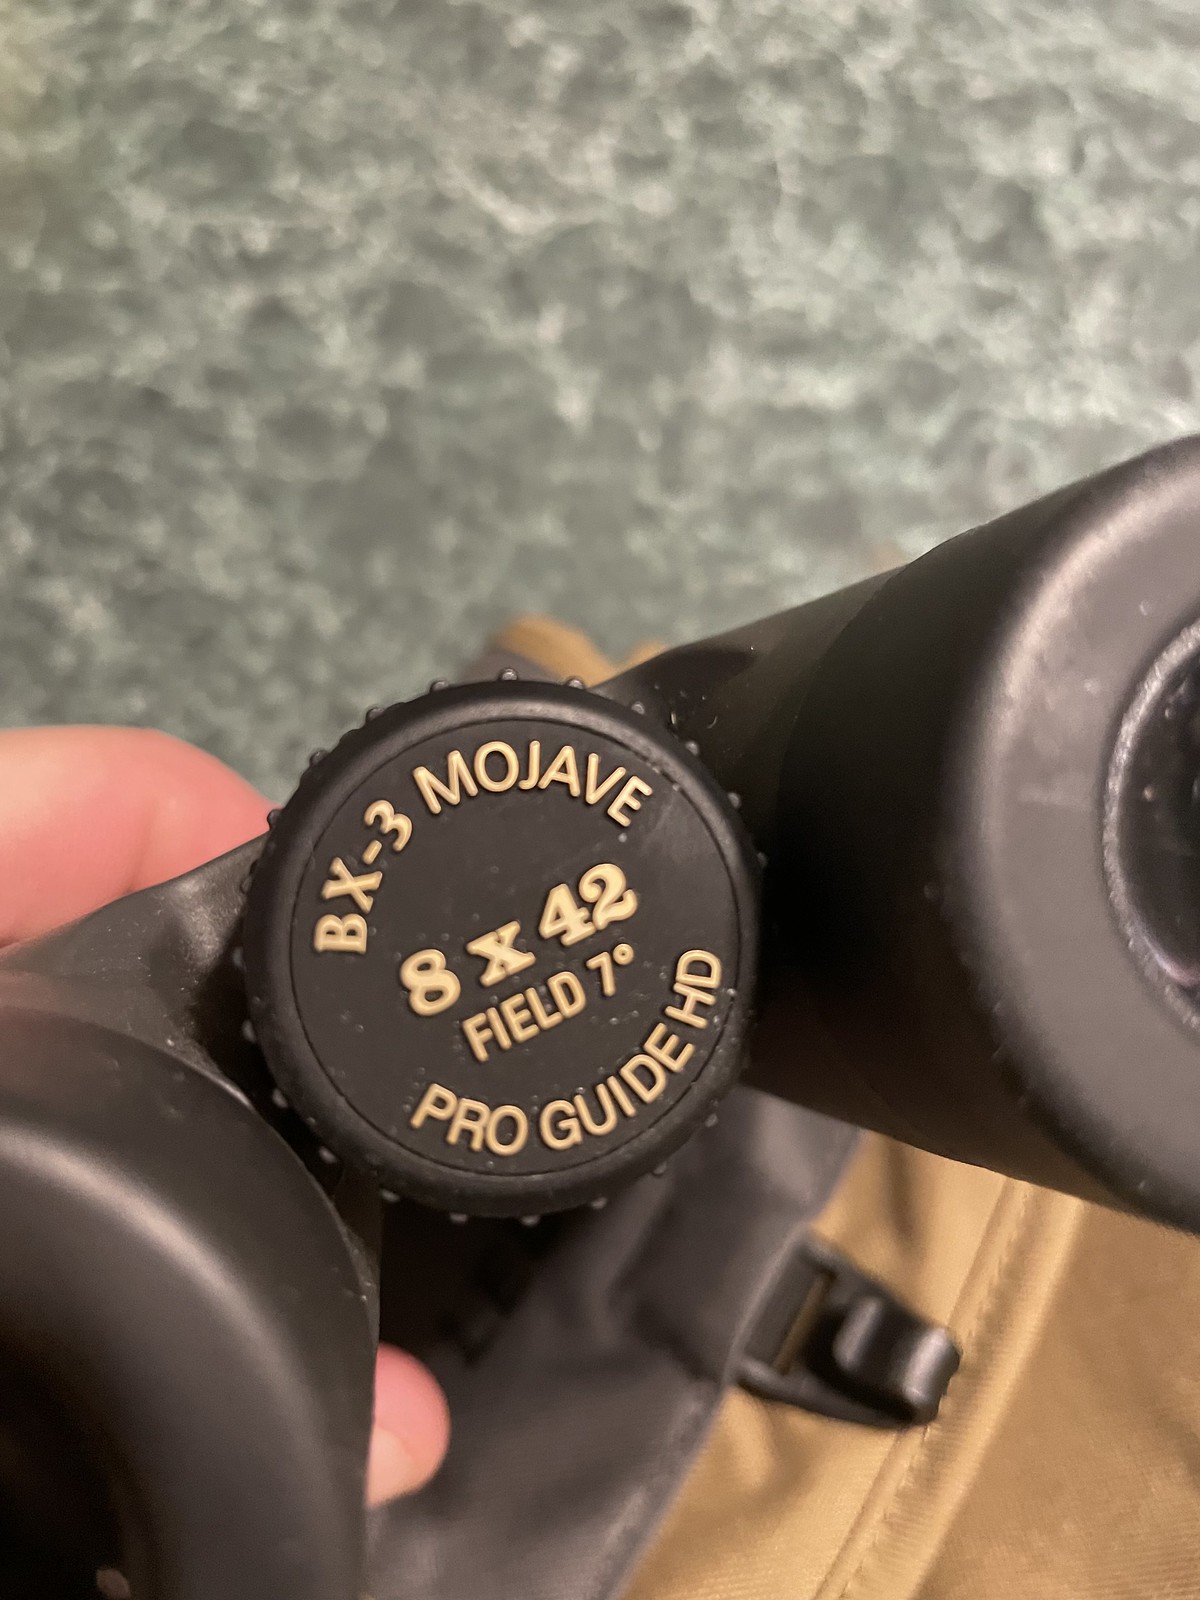 BX-3 MOJAVE
8 x 42
FIELD 7°
PRO GUIDE HD